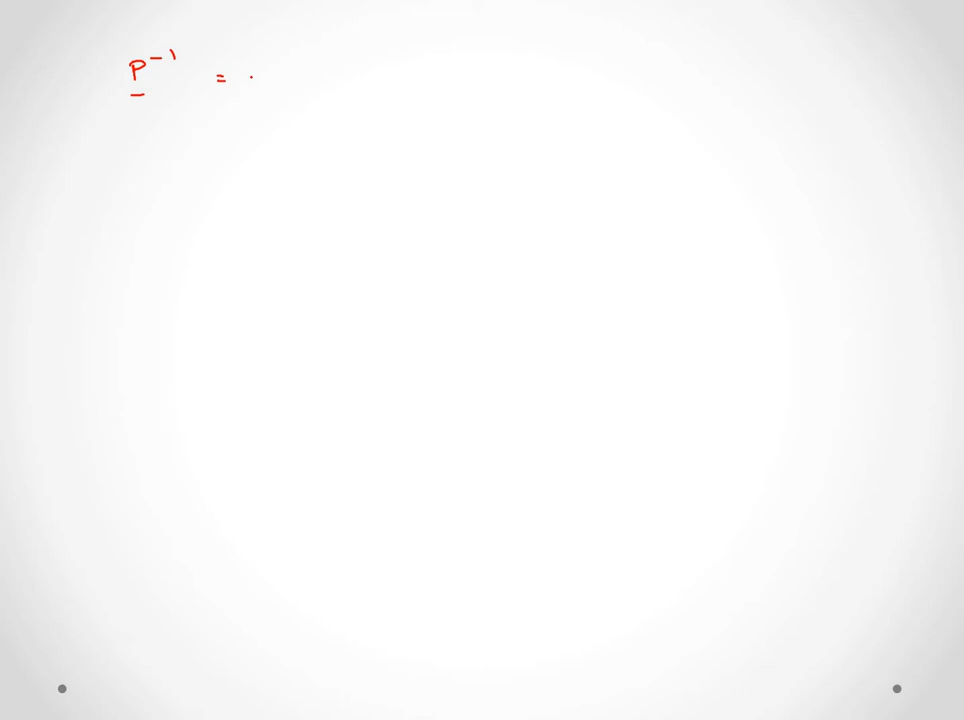 P⁻¹ = .